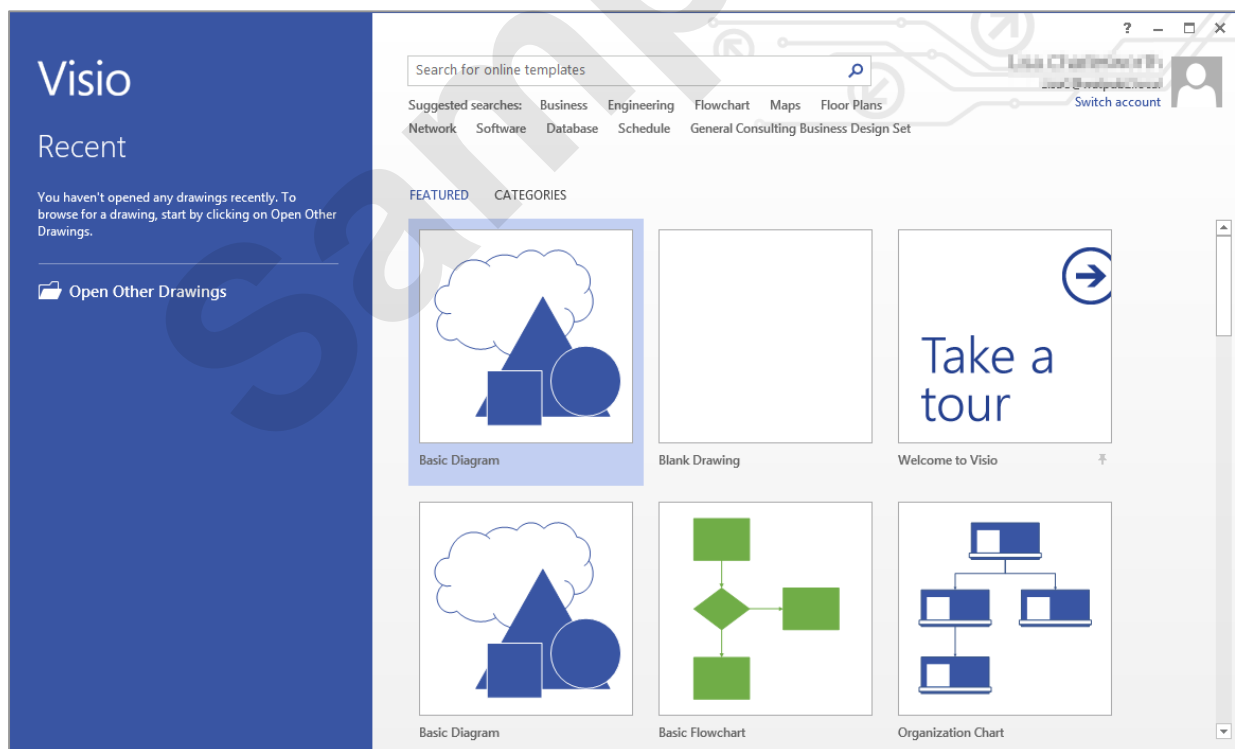 ?
Visio
Search for online templates
Switch account
Suggested searches: Business Engineering Flowchart Maps Floor Plans
Network Software Database Schedule General Consulting Business Design Set
Recent
You haven't opened any drawings recently. To
browse for a drawing, start by clicking on Open Other
Drawings.
FEATURED CATEGORIES
Open Other Drawings
Take a
tour
Basic Diagram Blank Drawing Welcome to Visio
Basic Diagram Basic Flowchart Organization Chart
Samp